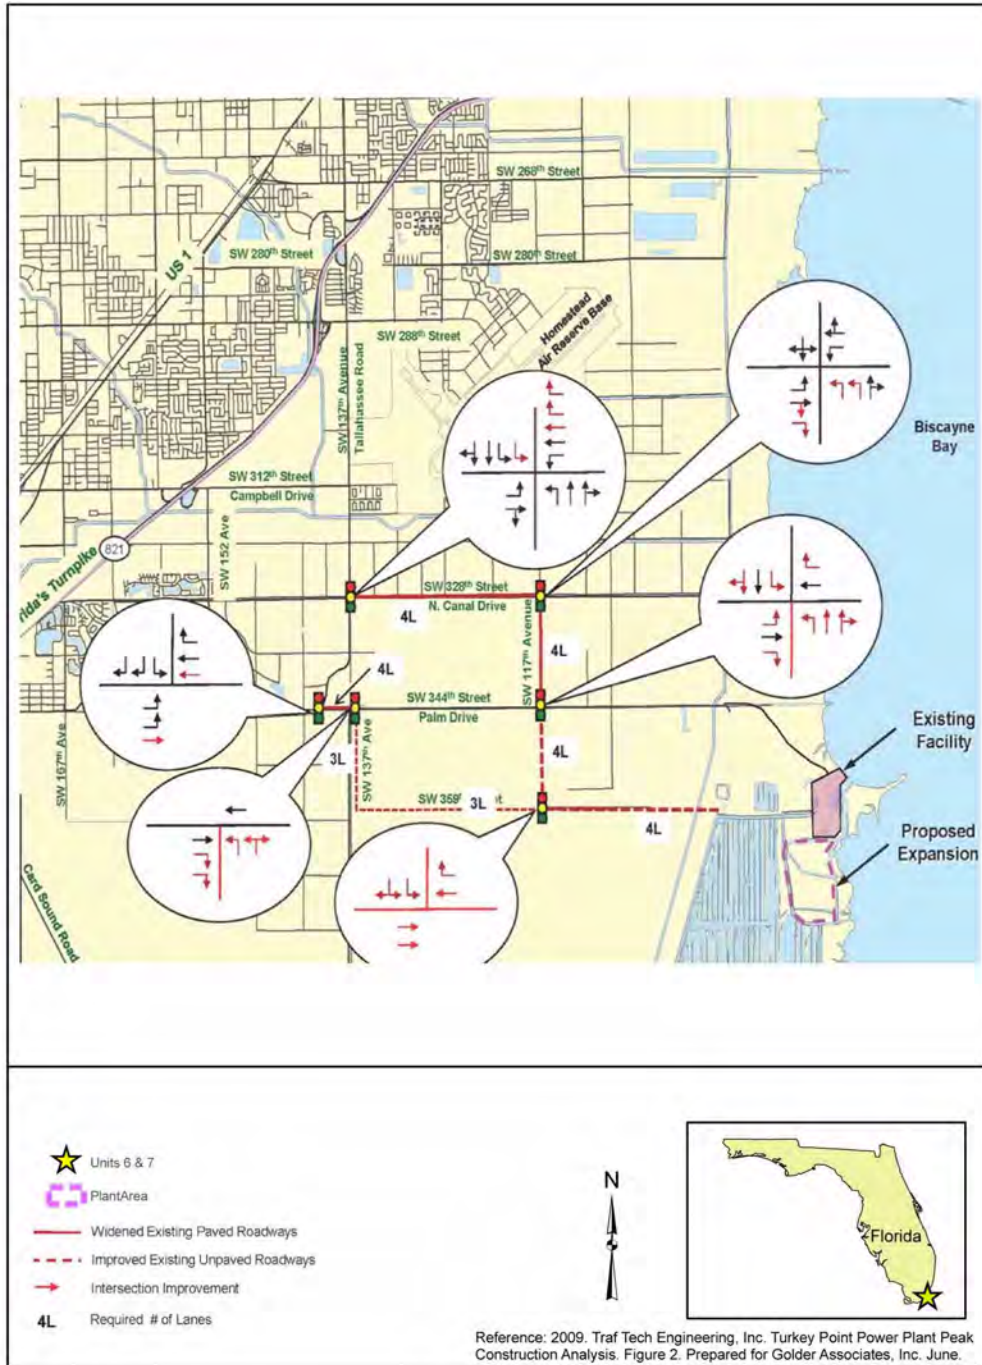 SW 268th Street
US 1
SW 280th Street
SW 280th Street
SW 288th Street
Homestead
Air Reserve Base
SW 137th Avenue
Tallahassee Road
Biscayne
Bay
SW 312th Street
Campbell Drive
SW 152 Ave
821
rida's Turnpike
SW 328th Street
N. Canal Drive
4L
SW 117th Avenue
4L
4L
SW 344th Street
Palm Drive
SW 167th Ave
3L
SW 137th Ave
4L
Existing
Facility
SW 359
3L
4L
Proposed
Expansion
Card Sound Road
Units 6 & 7
PlantArea
Widened Existing Paved Roadways
Improved Existing Unpaved Roadways
Intersection Improvement
4L Required # of Lanes
N
Florida
Reference: 2009. Traf Tech Engineering, Inc. Turkey Point Power Plant Peak
Construction Analysis. Figure 2. Prepared for Golder Associates, Inc. June.